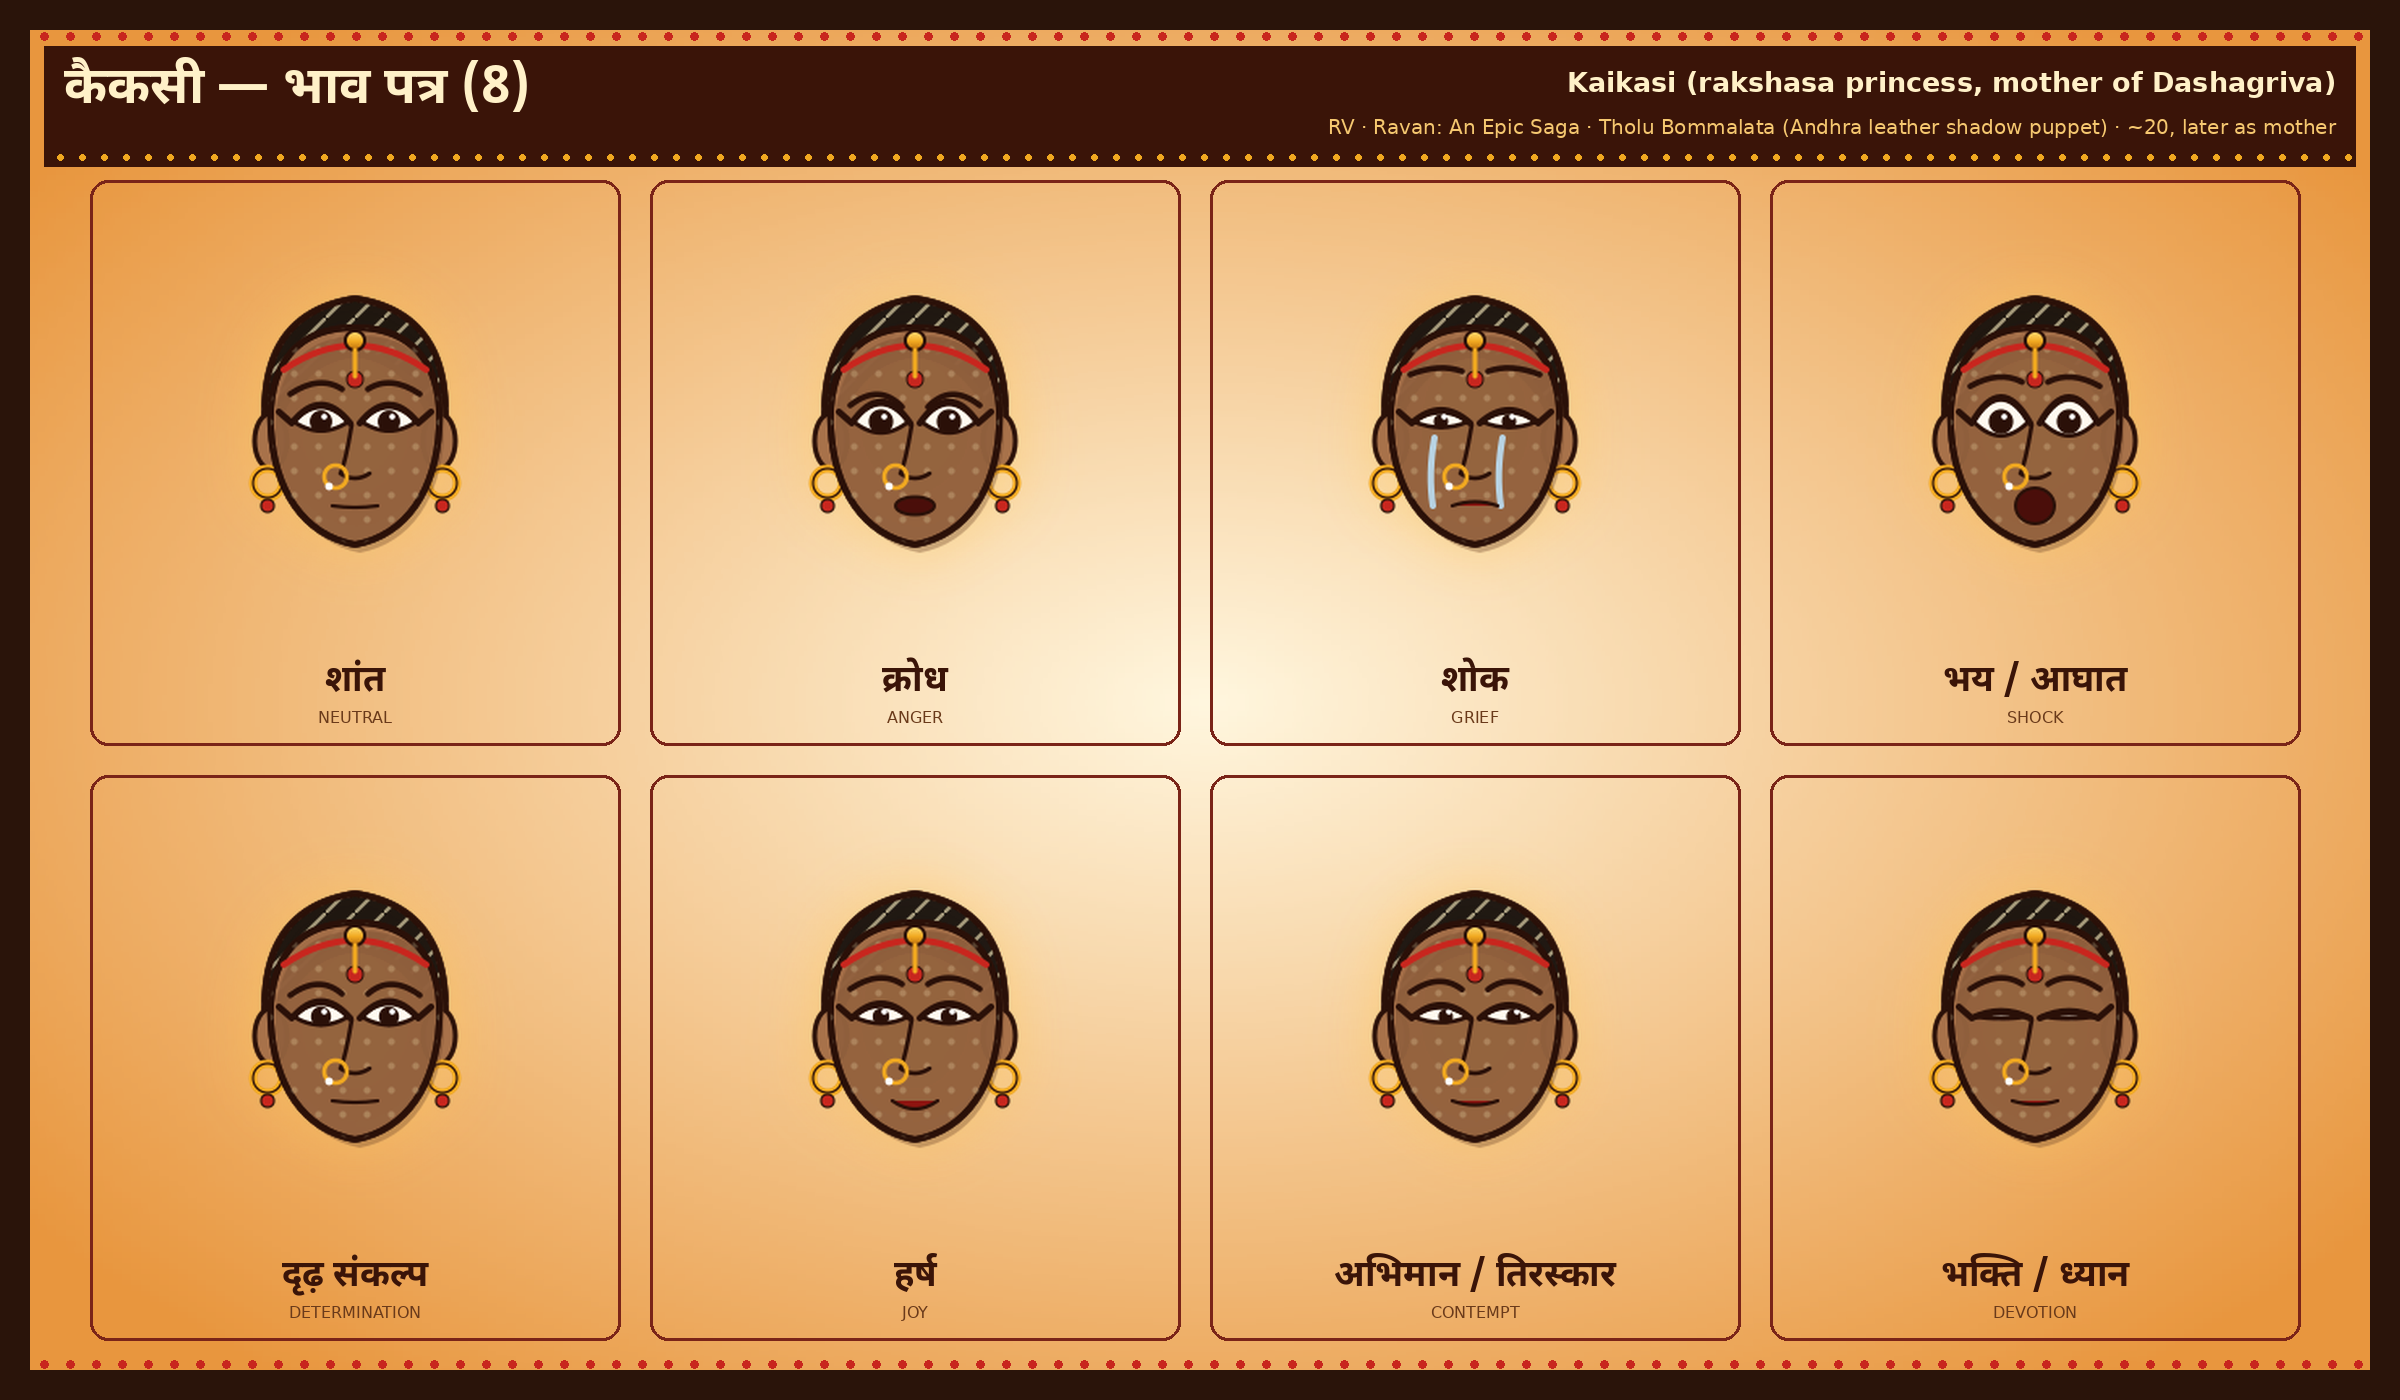 कैकसी — भाव पत्र (8)
Kaikasi (rakshasa princess, mother of Dashagriva)
RV · Ravan: An Epic Saga · Tholu Bommalata (Andhra leather shadow puppet) · ~20, later as mother
शांत
NEUTRAL
क्रोध
ANGER
शोक
GRIEF
भय / आघात
SHOCK
दृढ़ संकल्प
DETERMINATION
हर्ष
JOY
अभिमान / तिरस्कार
CONTEMPT
भक्ति / ध्यान
DEVOTION